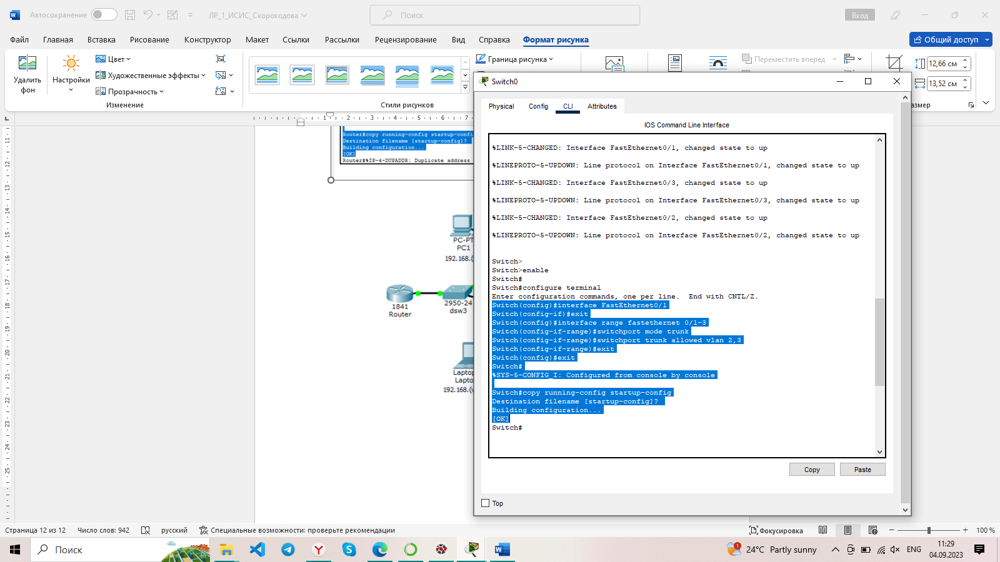 Автосохранение
ЛР_1_ИСИС_Скороходова
Поиск
Вход
Файл Главная Вставка Рисование Конструктор Макет Ссылки Рассылки Рецензирование Вид Справка Формат рисунка
Общий доступ
Удалить фон
Настройки
Цвет
Художественные эффекты
Прозрачность
Изменение
Стили рисунков
Граница рисунка
Переместить вперед
12,66 см
13,52 см
Switch0
Physical Config CLI Attributes
IOS Command Line Interface
%LINK-5-CHANGED: Interface FastEthernet0/1, changed state to up
%LINEPROTO-5-UPDOWN: Line protocol on Interface FastEthernet0/1, changed state to up
%LINK-5-CHANGED: Interface FastEthernet0/3, changed state to up
%LINEPROTO-5-UPDOWN: Line protocol on Interface FastEthernet0/3, changed state to up
%LINK-5-CHANGED: Interface FastEthernet0/2, changed state to up
%LINEPROTO-5-UPDOWN: Line protocol on Interface FastEthernet0/2, changed state to up
Switch>
Switch>enable
Switch#
Switch#configure terminal
Enter configuration commands, one per line. End with CNTL/Z.
Switch(config)#interface FastEthernet0/1
Switch(config-if)#exit
Switch(config)#interface range fastethernet 0/1-3
Switch(config-if-range)#switchport mode trunk
Switch(config-if-range)#switchport trunk allowed vlan 2,3
Switch(config-if-range)#exit
Switch(config)#exit
Switch#
%SYS-5-CONFIG_I: Configured from console by console
Switch#copy running-config startup-config
Destination filename [startup-config]?
Building configuration...
[OK]
Switch#
Copy Paste
Top
Router#copy running-config startup-confi
Destination filename [startup-config]?
Building configuration...
[OK]
Router#%IP-4-DUPADDR: Duplicate address
PC-PT
PC1
192.168.(
1841
Router
2950-24
dsw3
Laptop
Lapto
192.168.(v
Страница 12 из 12 Число слов: 942 русский Специальные возможности: проверьте рекомендации
Фокусировка
100 %
Поиск
24°C Partly sunny
ENG
11:29
04.09.2023